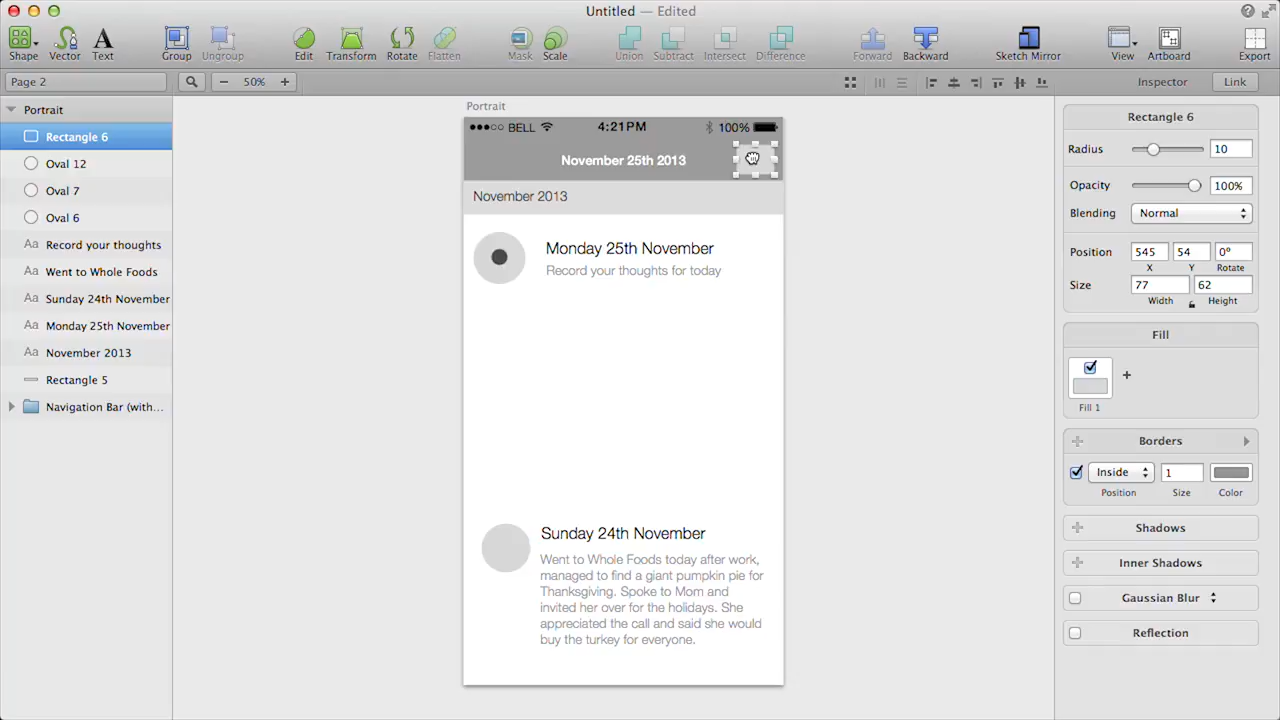 Untitled — Edited
Shape
Vector
Text
Group
Ungroup
Edit
Transform
Rotate
Flatten
Mask
Scale
Union
Subtract
Intersect
Difference
Forward
Backward
Sketch Mirror
View
Artboard
Export
Page 2
50%
Inspector
Link
Portrait
Rectangle 6
Oval 12
Oval 7
Oval 6
Aa Record your thoughts
Aa Went to Whole Foods
Aa Sunday 24th November
Aa Monday 25th November
Aa November 2013
Rectangle 5
Navigation Bar (with...
Portrait
BELL
4:21PM
100%
November 25th 2013
November 2013
Monday 25th November
Record your thoughts for today
Sunday 24th November
Went to Whole Foods today after work,
managed to find a giant pumpkin pie for
Thanksgiving. Spoke to Mom and
invited her over for the holidays. She
appreciated the call and said she would
buy the turkey for everyone.
Rectangle 6
Radius 10
Opacity 100%
Blending Normal
Position 545 54 0°
X Y Rotate
Size 77 62
Width Height
Fill
Fill 1
Borders
Inside 1
Position Size Color
Shadows
Inner Shadows
Gaussian Blur
Reflection